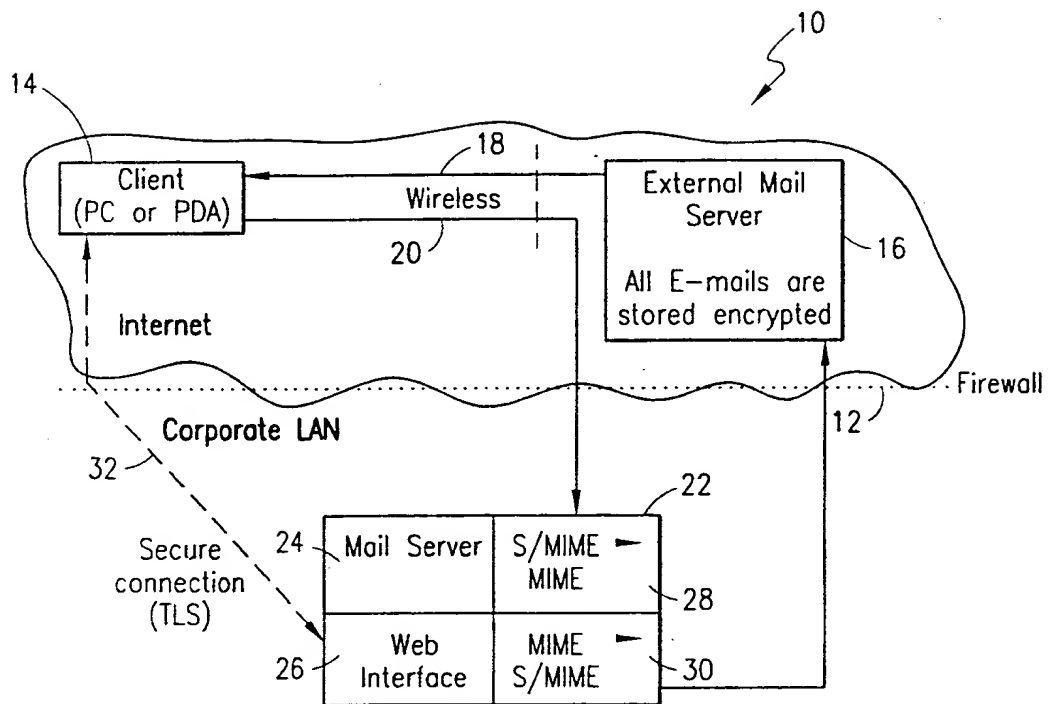 10
14
18
Client
(PC or PDA)
Wireless
20
External Mail
Server
All E-mails are
stored encrypted
16
Internet
Firewall
12
Corporate LAN
32
22
Secure
connection
(TLS)
24
Mail Server
S/MIME ►
MIME
28
26
Web
Interface
MIME ►
S/MIME
30